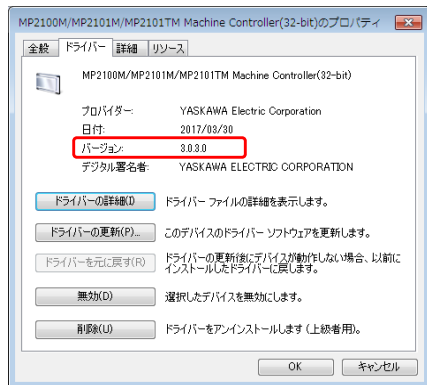 MP2100M/MP2101M/MP2101TM Machine Controller(32-bit)のプロパティ
全般 ドライバー 詳細 リソース
MP2100M/MP2101M/MP2101TM Machine Controller(32-bit)
プロバイダー: YASKAWA Electric Corporation
日付: 2017/03/30
バージョン: 3.0.3.0
デジタル署名者: YASKAWA ELECTRIC CORPORATION
ドライバーの詳細(I) ドライバー ファイルの詳細を表示します。
ドライバーの更新(P)... このデバイスのドライバー ソフトウェアを更新します。
ドライバーを元に戻す(R) ドライバーの更新後にデバイスが動作しない場合、以前に
インストールしたドライバーに戻します。
無効(D) 選択したデバイスを無効にします。
削除(U) ドライバーをアンインストールします (上級者用)。
OK キャンセル